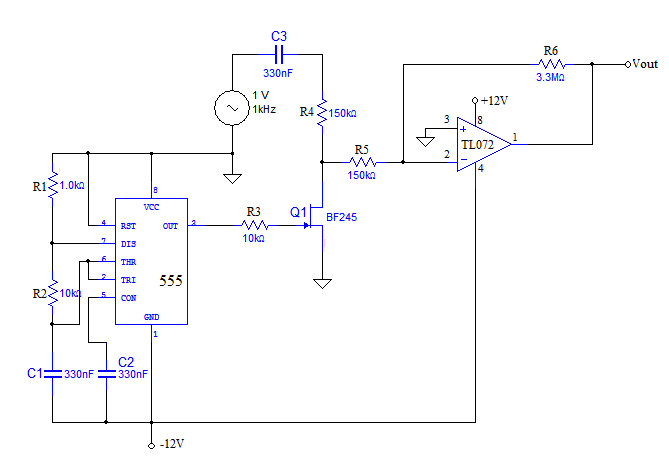 C3
330nF
1 V
1kHz
R4
150kΩ
R6
3.3MΩ
Vout
+12V
3
8
+
TL072
1
2
−
4
R5
150kΩ
R1
1.0kΩ
8
VCC
4
RST
OUT
3
7
DIS
6
THR
2
TRI
555
5
CON
GND
1
R3
10kΩ
Q1
BF245
R2
10kΩ
C1
330nF
C2
330nF
-12V